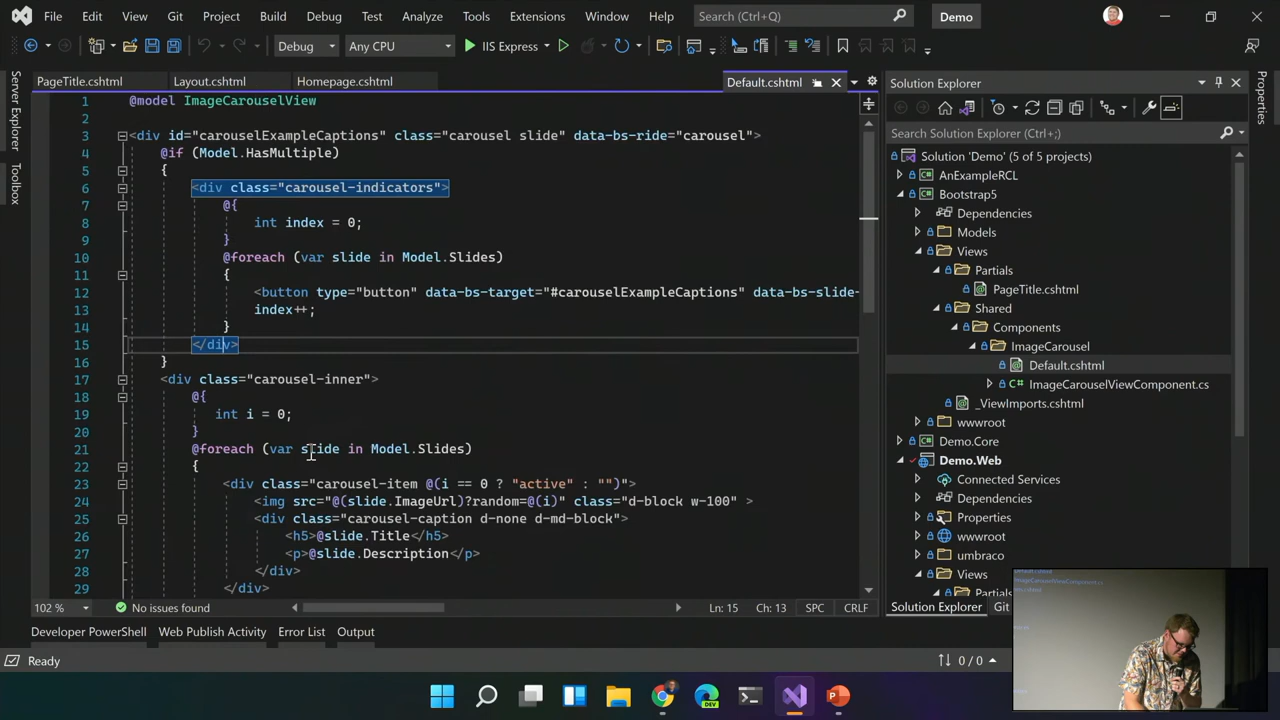 File Edit View Git Project Build Debug Test Analyze Tools Extensions Window Help Search (Ctrl+Q) Demo
Debug Any CPU IIS Express
Server Explorer
Toolbox
PageTitle.cshtml Layout.cshtml Homepage.cshtml Default.cshtml
1 @model ImageCarouselView
2
3 <div id="carouselExampleCaptions" class="carousel slide" data-bs-ride="carousel">
4 @if (Model.HasMultiple)
5 {
6 <div class="carousel-indicators">
7 @{
8 int index = 0;
9 }
10 @foreach (var slide in Model.Slides)
11 {
12 <button type="button" data-bs-target="#carouselExampleCaptions" data-bs-slide-
13 index++;
14 }
15 </div>
16 }
17 <div class="carousel-inner">
18 @{
19 int i = 0;
20 }
21 @foreach (var slide in Model.Slides)
22 {
23 <div class="carousel-item @(i == 0 ? "active" : "")">
24 <img src="@(slide.ImageUrl)?random=@(i)" class="d-block w-100" >
25 <div class="carousel-caption d-none d-md-block">
26 <h5>@slide.Title</h5>
27 <p>@slide.Description</p>
28 </div>
29 </div>
102 % No issues found Ln: 15 Ch: 13 SPC CRLF
Solution Explorer
Search Solution Explorer (Ctrl+;)
Solution 'Demo' (5 of 5 projects)
AnExampleRCL
Bootstrap5
Dependencies
Models
Views
Partials
PageTitle.cshtml
Shared
Components
ImageCarousel
Default.cshtml
ImageCarouselViewComponent.cs
_ViewImports.cshtml
wwwroot
Demo.Core
Demo.Web
Connected Services
Dependencies
Properties
wwwroot
umbraco
Views
Partials
Solution Explorer Git
Properties
Developer PowerShell Web Publish Activity Error List Output
Ready 0 / 0
DEV